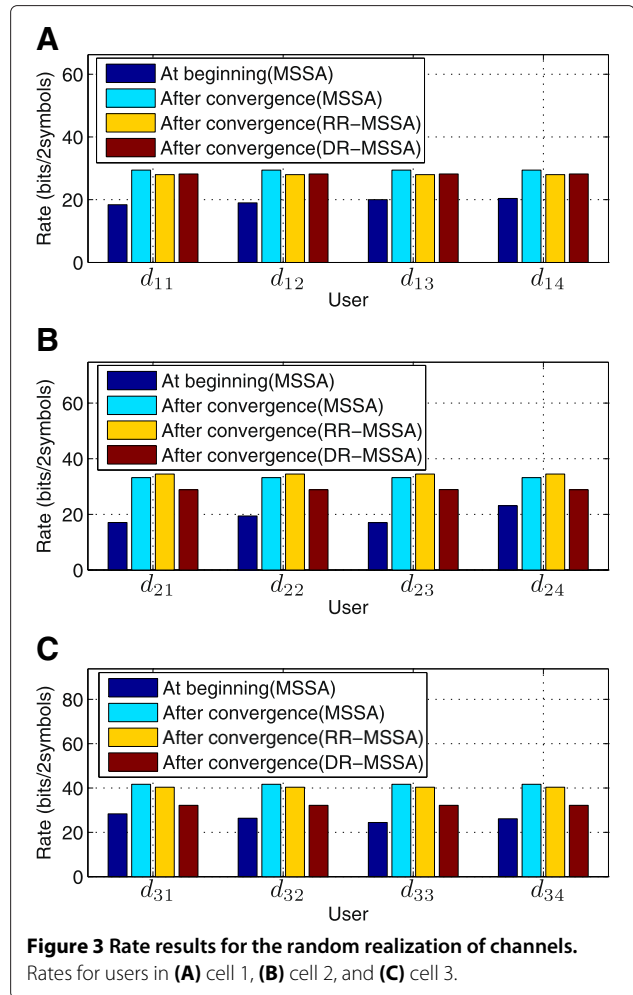 A
At beginning(MSSA)
After convergence(MSSA)
After convergence(RR−MSSA)
After convergence(DR−MSSA)
60
40
20
0
Rate (bits/2symbols)
d11 d12 d13 d14
User
B
At beginning(MSSA)
After convergence(MSSA)
After convergence(RR−MSSA)
After convergence(DR−MSSA)
60
40
20
0
Rate (bits/2symbols)
d21 d22 d23 d24
User
C
At beginning(MSSA)
After convergence(MSSA)
After convergence(RR−MSSA)
After convergence(DR−MSSA)
80
60
40
20
0
Rate (bits/2symbols)
d31 d32 d33 d34
User
Figure 3 Rate results for the random realization of channels.
Rates for users in (A) cell 1, (B) cell 2, and (C) cell 3.